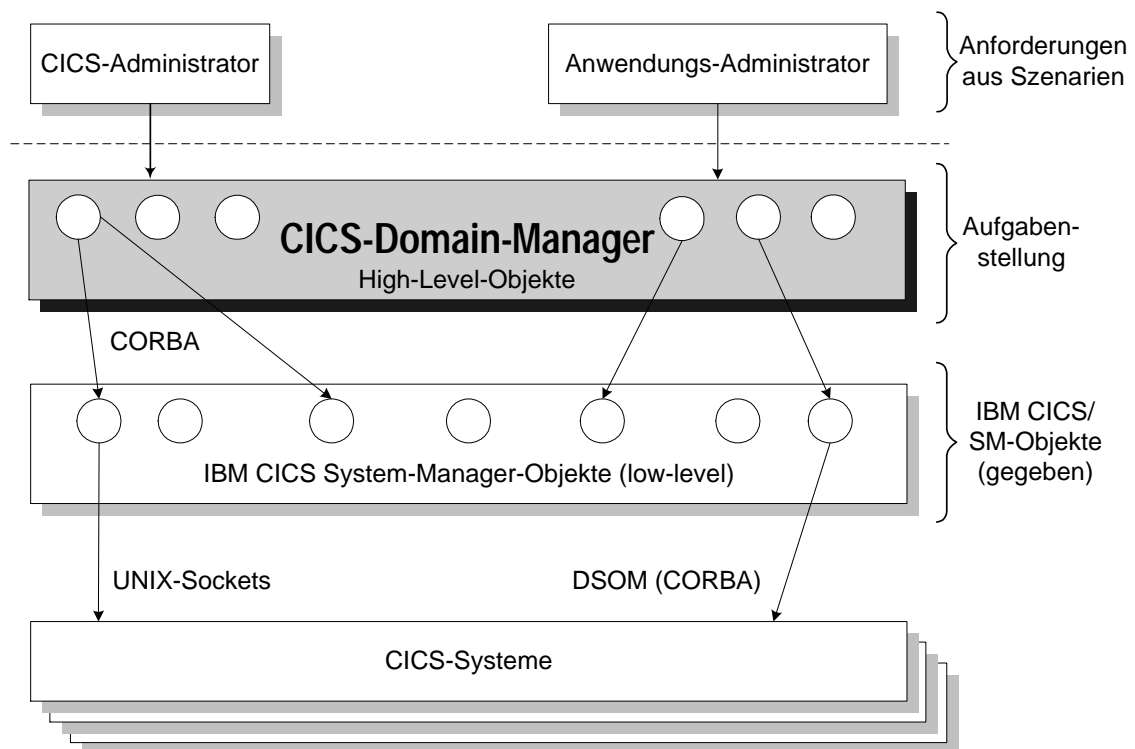 CICS-Administrator
Anwendungs-Administrator
Anforderungen
aus Szenarien
CICS-Domain-Manager
High-Level-Objekte
Aufgaben-
stellung
CORBA
IBM CICS System-Manager-Objekte (low-level)
IBM CICS/
SM-Objekte
(gegeben)
UNIX-Sockets
DSOM (CORBA)
CICS-Systeme